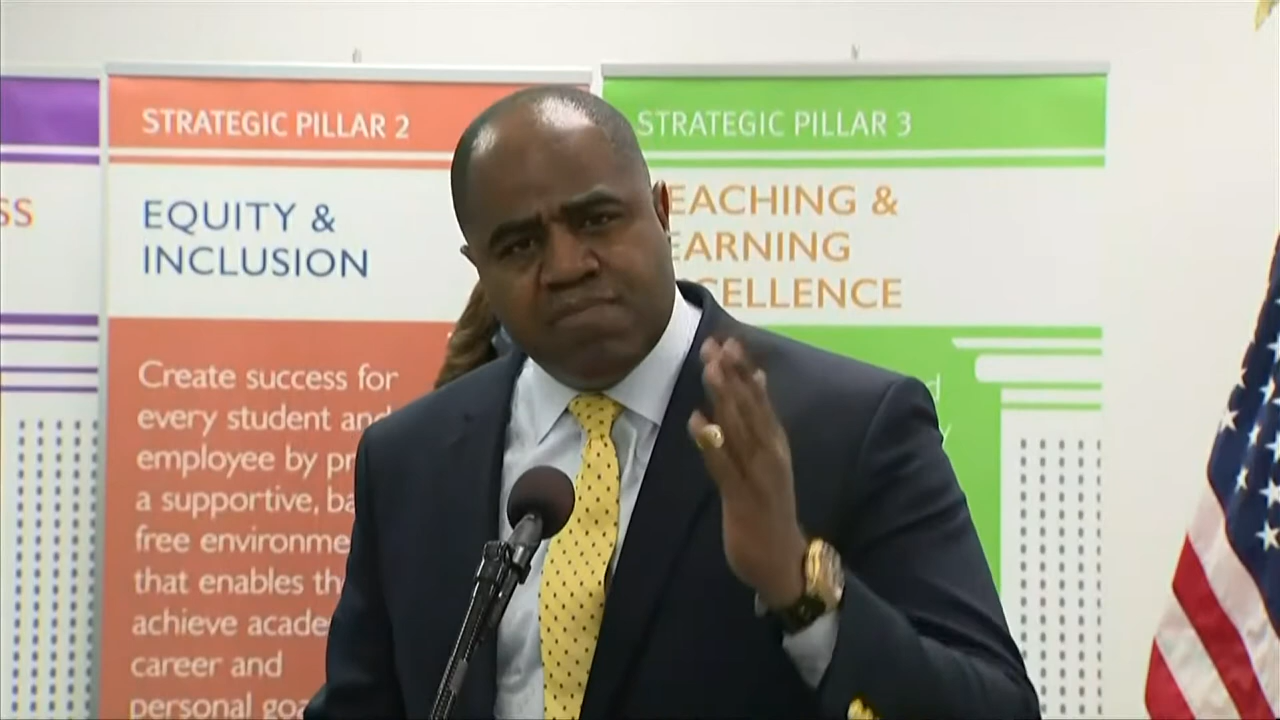 SS
STRATEGIC PILLAR 2
EQUITY &
INCLUSION
Create success for
every student and
employee by pr
a supportive, ba
free environme
that enables th
achieve acade
career and
personal goa
STRATEGIC PILLAR 3
EACHING &
EARNING
CELLENCE
d
y